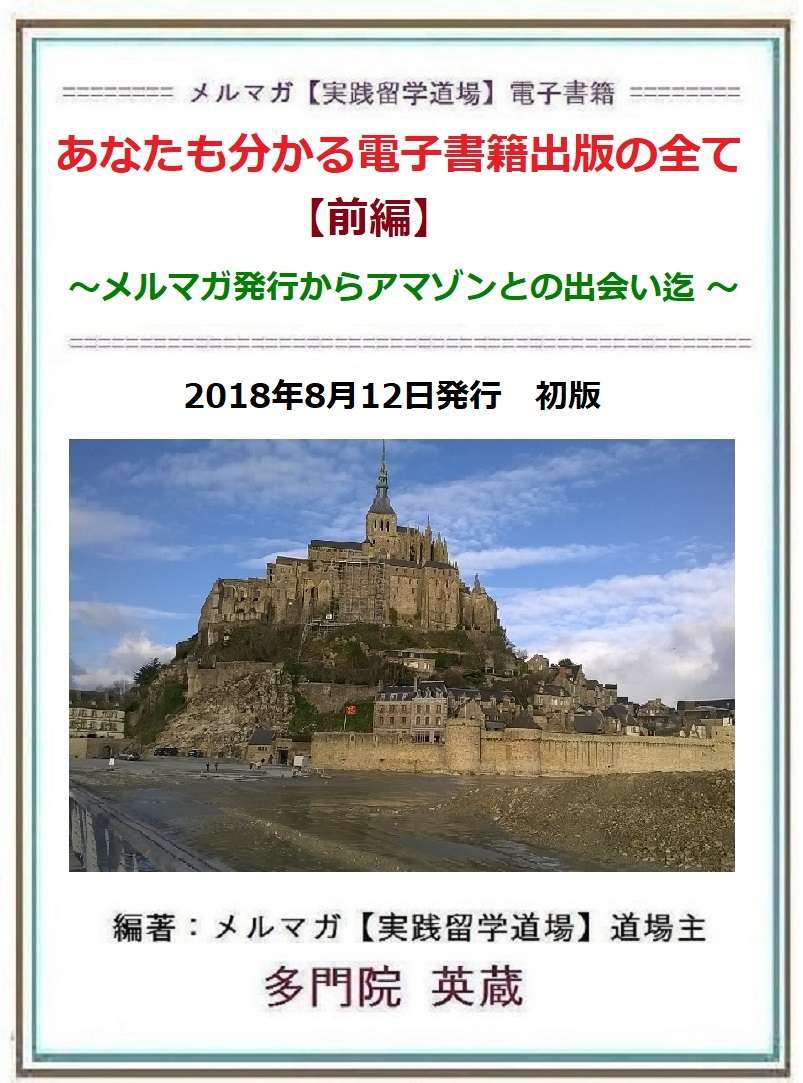 ======== メルマガ【実践留学道場】電子書籍 ========
あなたも分かる電子書籍出版の全て
【前編】
～メルマガ発行からアマゾンとの出会い迄 ～
=================================================
2018年8月12日発行　初版
編著：メルマガ【実践留学道場】道場主
多門院 英蔵